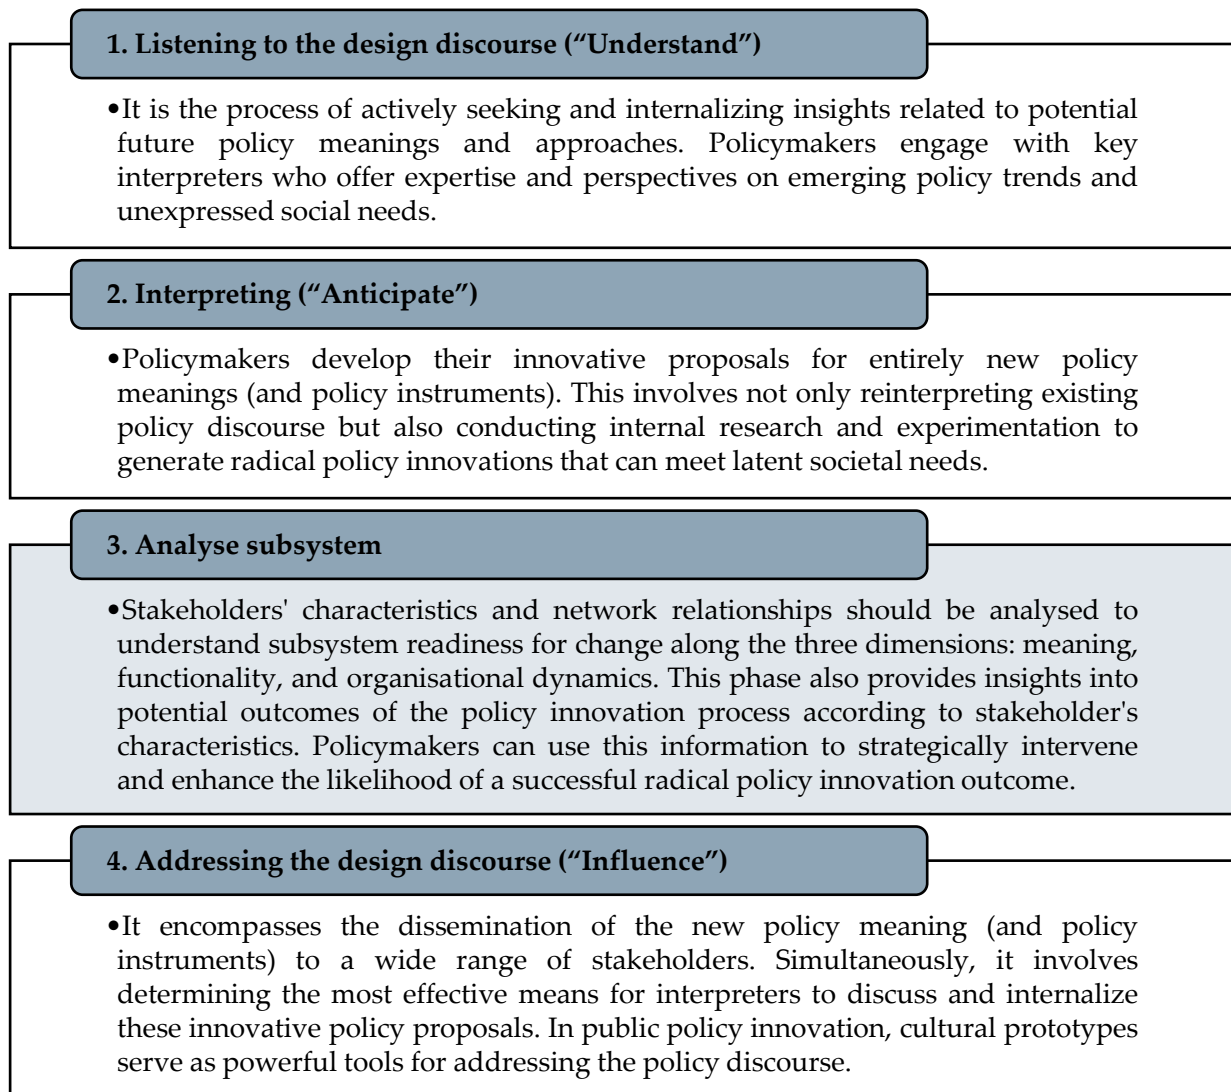 1. Listening to the design discourse (“Understand”)
•It is the process of actively seeking and internalizing insights related to potential
future policy meanings and approaches. Policymakers engage with key
interpreters who offer expertise and perspectives on emerging policy trends and
unexpressed social needs.
2. Interpreting (“Anticipate”)
•Policymakers develop their innovative proposals for entirely new policy
meanings (and policy instruments). This involves not only reinterpreting existing
policy discourse but also conducting internal research and experimentation to
generate radical policy innovations that can meet latent societal needs.
3. Analyse subsystem
•Stakeholders' characteristics and network relationships should be analysed to
understand subsystem readiness for change along the three dimensions: meaning,
functionality, and organisational dynamics. This phase also provides insights into
potential outcomes of the policy innovation process according to stakeholder's
characteristics. Policymakers can use this information to strategically intervene
and enhance the likelihood of a successful radical policy innovation outcome.
4. Addressing the design discourse (“Influence”)
•It encompasses the dissemination of the new policy meaning (and policy
instruments) to a wide range of stakeholders. Simultaneously, it involves
determining the most effective means for interpreters to discuss and internalize
these innovative policy proposals. In public policy innovation, cultural prototypes
serve as powerful tools for addressing the policy discourse.